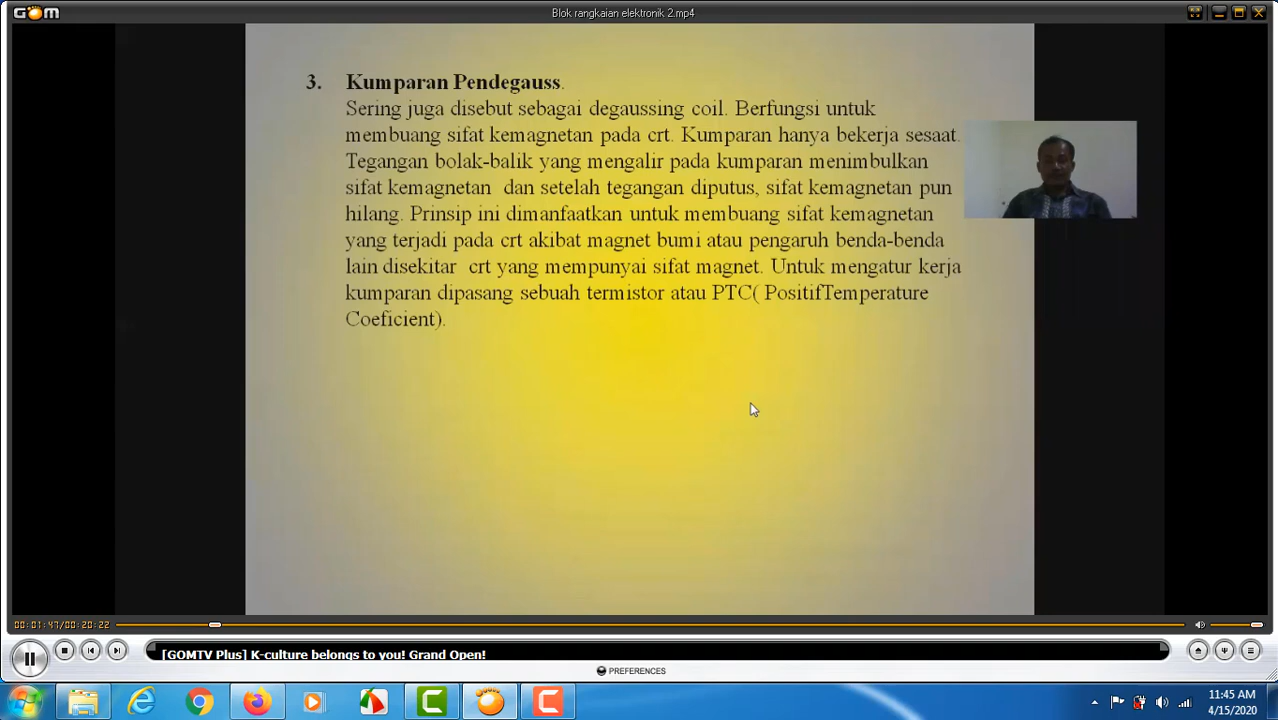 GOM
Blok rangkaian elektronik 2.mp4
3. Kumparan Pendegauss.
Sering juga disebut sebagai degaussing coil. Berfungsi untuk
membuang sifat kemagnetan pada crt. Kumparan hanya bekerja sesaat.
Tegangan bolak-balik yang mengalir pada kumparan menimbulkan
sifat kemagnetan dan setelah tegangan diputus, sifat kemagnetan pun
hilang. Prinsip ini dimanfaatkan untuk membuang sifat kemagnetan
yang terjadi pada crt akibat magnet bumi atau pengaruh benda-benda
lain disekitar crt yang mempunyai sifat magnet. Untuk mengatur kerja
kumparan dipasang sebuah termistor atau PTC( PositifTemperature
Coeficient).
00:01:47/00:20:22
[GOMTV Plus] K-culture belongs to you! Grand Open!
PREFERENCES
11:45 AM
4/15/2020